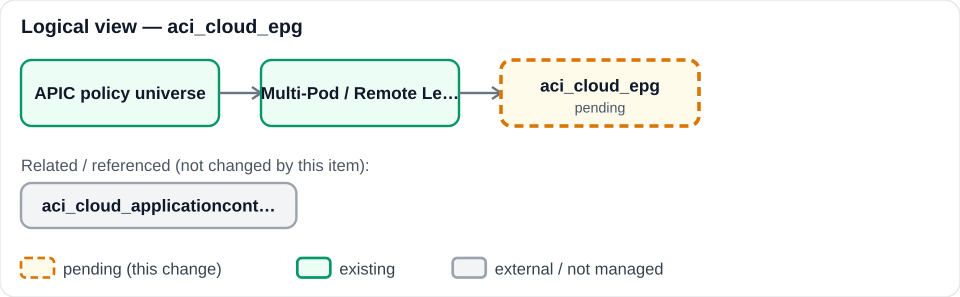 Logical view — aci_cloud_epg
APIC policy universe
Multi-Pod / Remote Le…
aci_cloud_epg
pending
Related / referenced (not changed by this item):
aci_cloud_applicationcont…
pending (this change)
existing
external / not managed